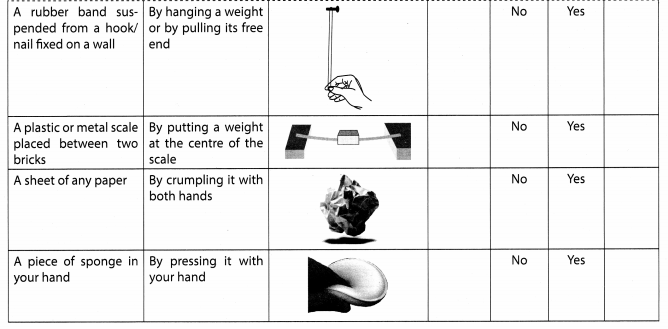 A rubber band sus-
pended from a hook/
nail fixed on a wall
By hanging a weight
or by pulling its free
end
No
Yes
A plastic or metal scale
placed between two
bricks
By putting a weight
at the centre of the
scale
No
Yes
A sheet of any paper
By crumpling it with
both hands
No
Yes
A piece of sponge in
your hand
By pressing it with
your hand
No
Yes